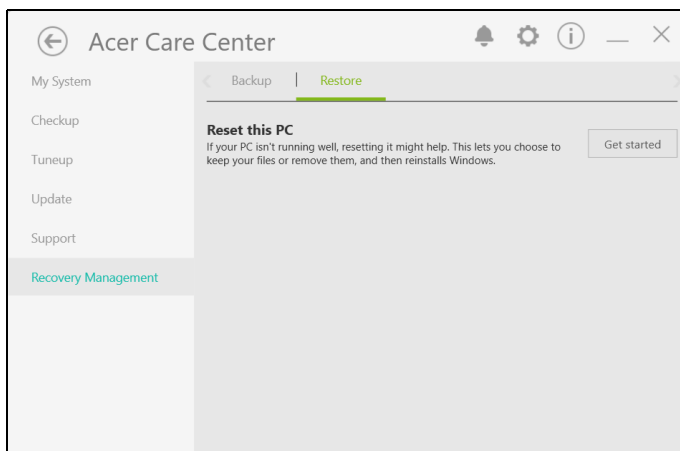 Acer Care Center
My System
Checkup
Tuneup
Update
Support
Recovery Management
Backup | Restore
Reset this PC
If your PC isn't running well, resetting it might help. This lets you choose to
keep your files or remove them, and then reinstalls Windows.
Get started